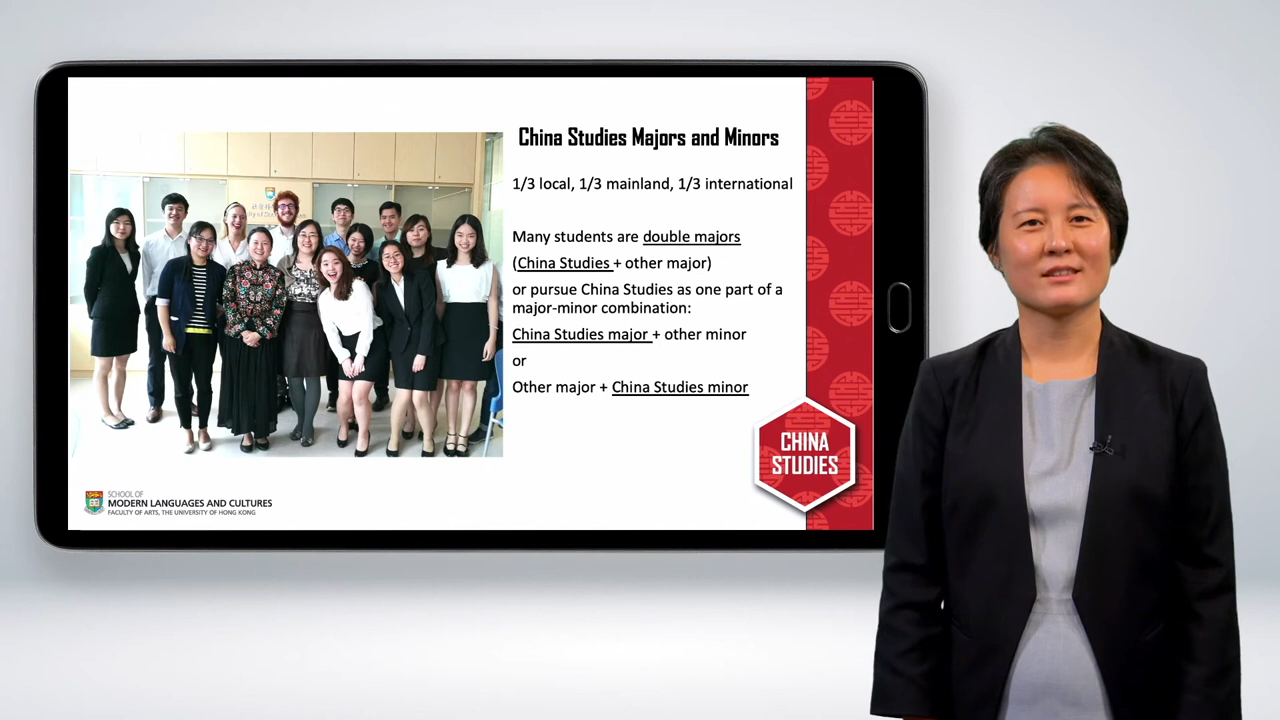 China Studies Majors and Minors
1/3 local, 1/3 mainland, 1/3 international
Many students are double majors
(China Studies + other major)
or pursue China Studies as one part of a
major-minor combination:
China Studies major + other minor
or
Other major + China Studies minor
CHINA
STUDIES
SCHOOL OF
MODERN LANGUAGES AND CULTURES
FACULTY OF ARTS, THE UNIVERSITY OF HONG KONG